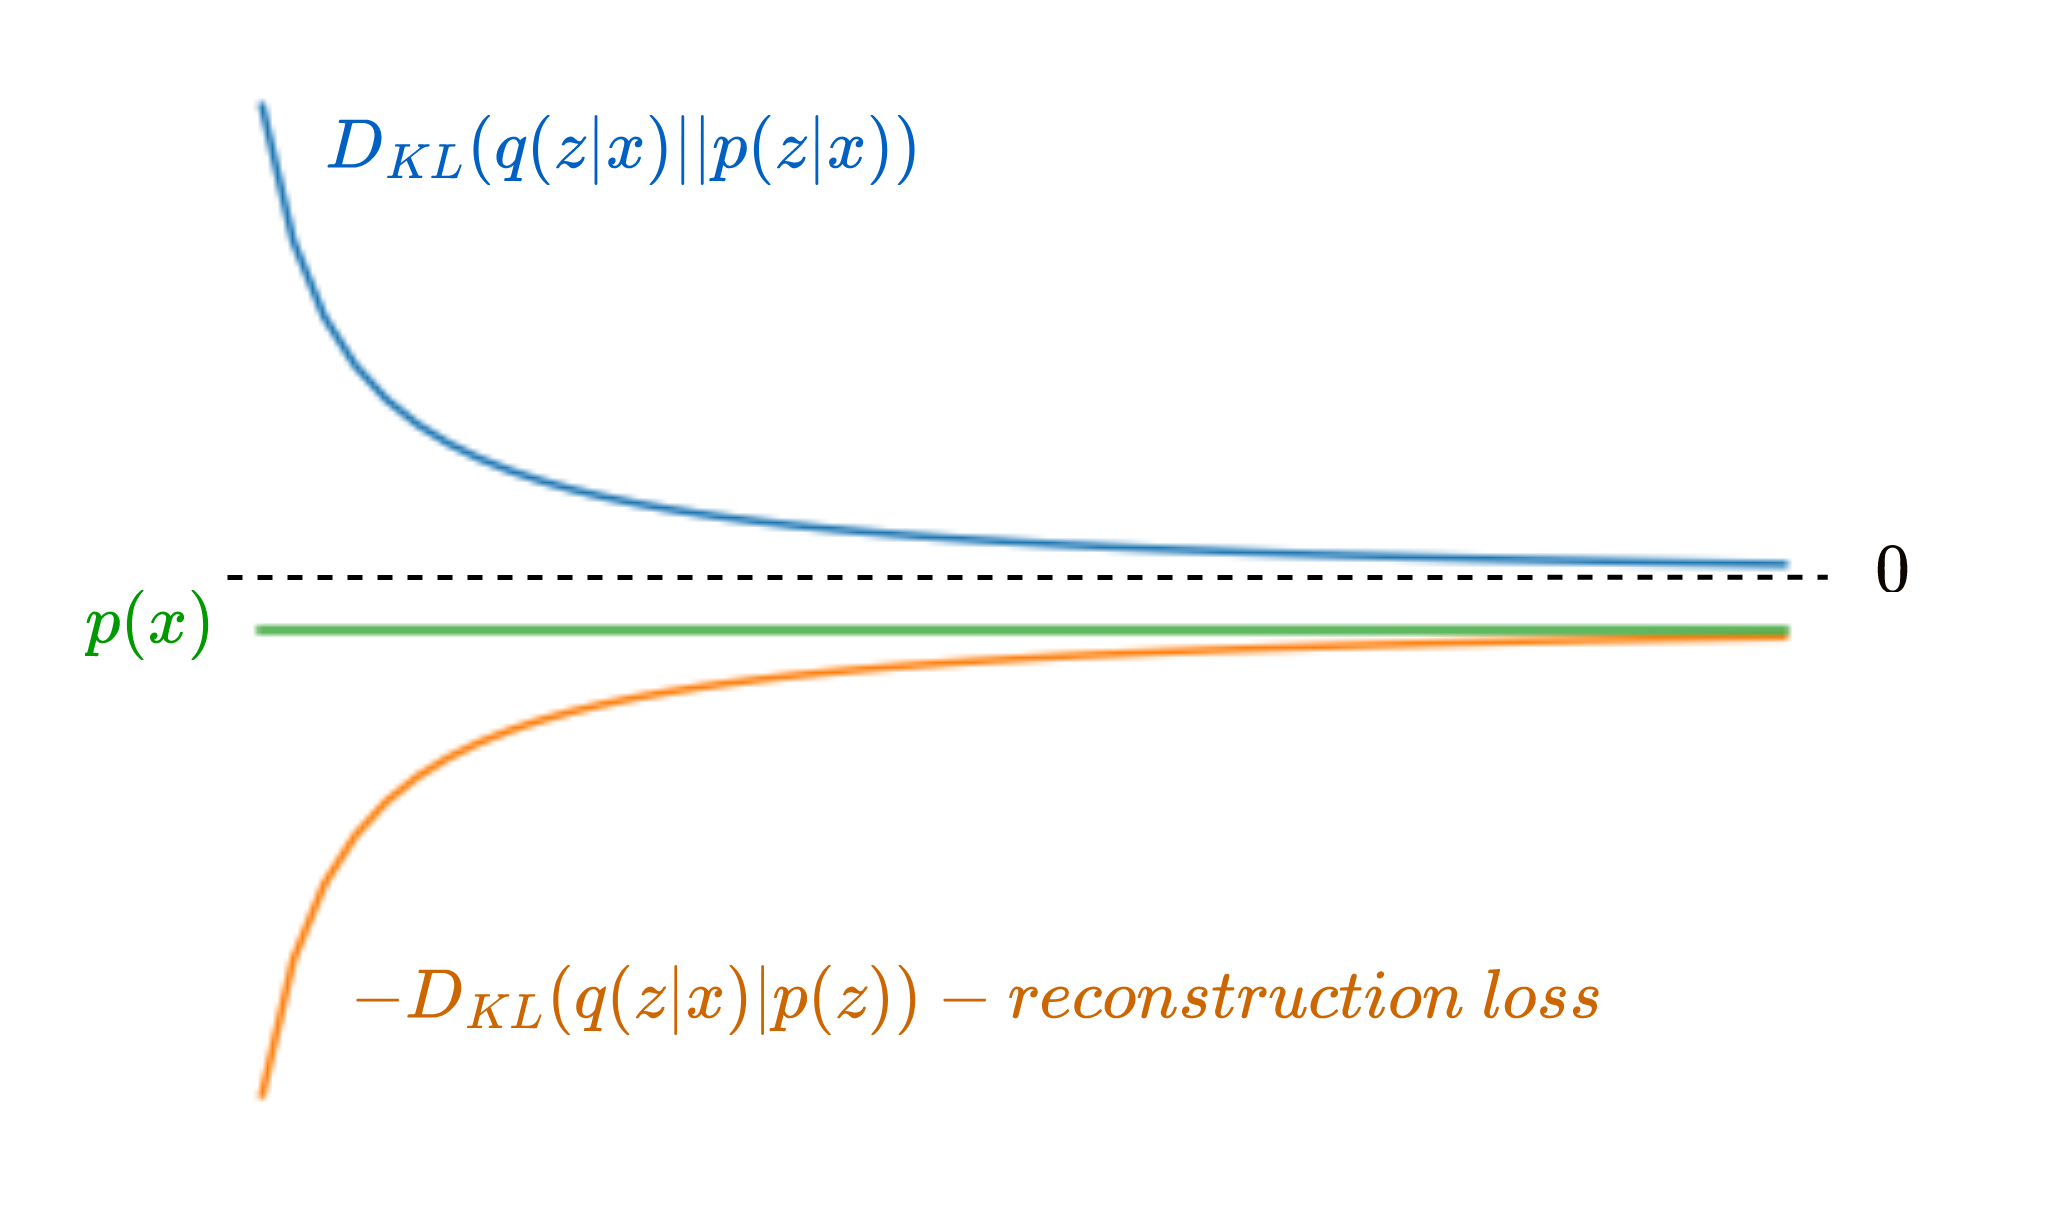 D_{KL}(q(z|x)||p(z|x))
0
p(x)
-D_{KL}(q(z|x)|p(z)) - reconstruction loss